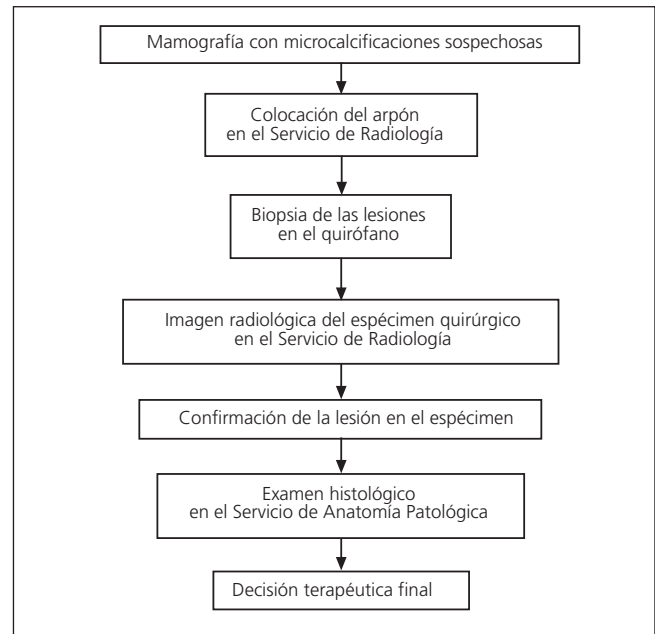 Mamografía con microcalcificaciones sospechosas
Colocación del arpón
en el Servicio de Radiología
Biopsia de las lesiones
en el quirófano
Imagen radiológica del espécimen quirúrgico
en el Servicio de Radiología
Confirmación de la lesión en el espécimen
Examen histológico
en el Servicio de Anatomía Patológica
Decisión terapéutica final